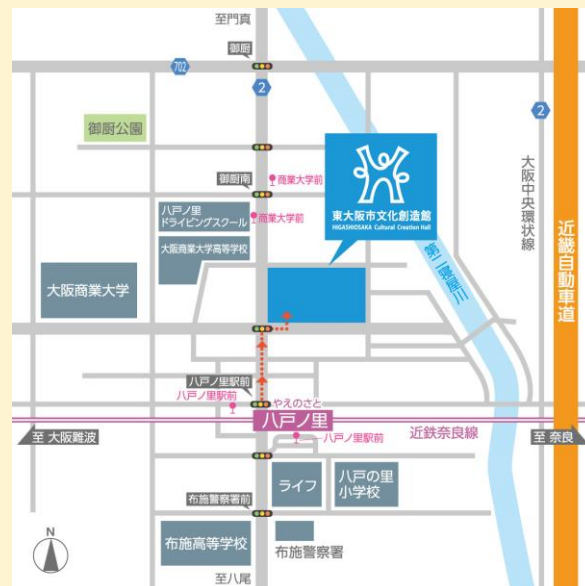 至門真
御厨
702
2
2
御厨公園
御厨南
商業大学前
八戸ノ里
ドライビングスクール
商業大学前
大阪商業大学高等学校
大阪商業大学
東大阪市文化創造館
HIGASHIOSAKA Cultural Creation Hall
第二寝屋川
大阪中央環状線
近畿自動車道
八戸ノ里駅前
八戸ノ里駅前
やえのさと
八戸ノ里
八戸ノ里駅前
近鉄奈良線
至 大阪難波
至 奈良
ライフ
八戸の里
小学校
布施警察署前
布施高等学校
布施警察署
至八尾
N